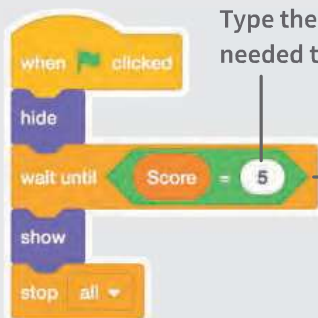 Type the
needed t
when clicked
hide
wait until Score = 5
show
stop all